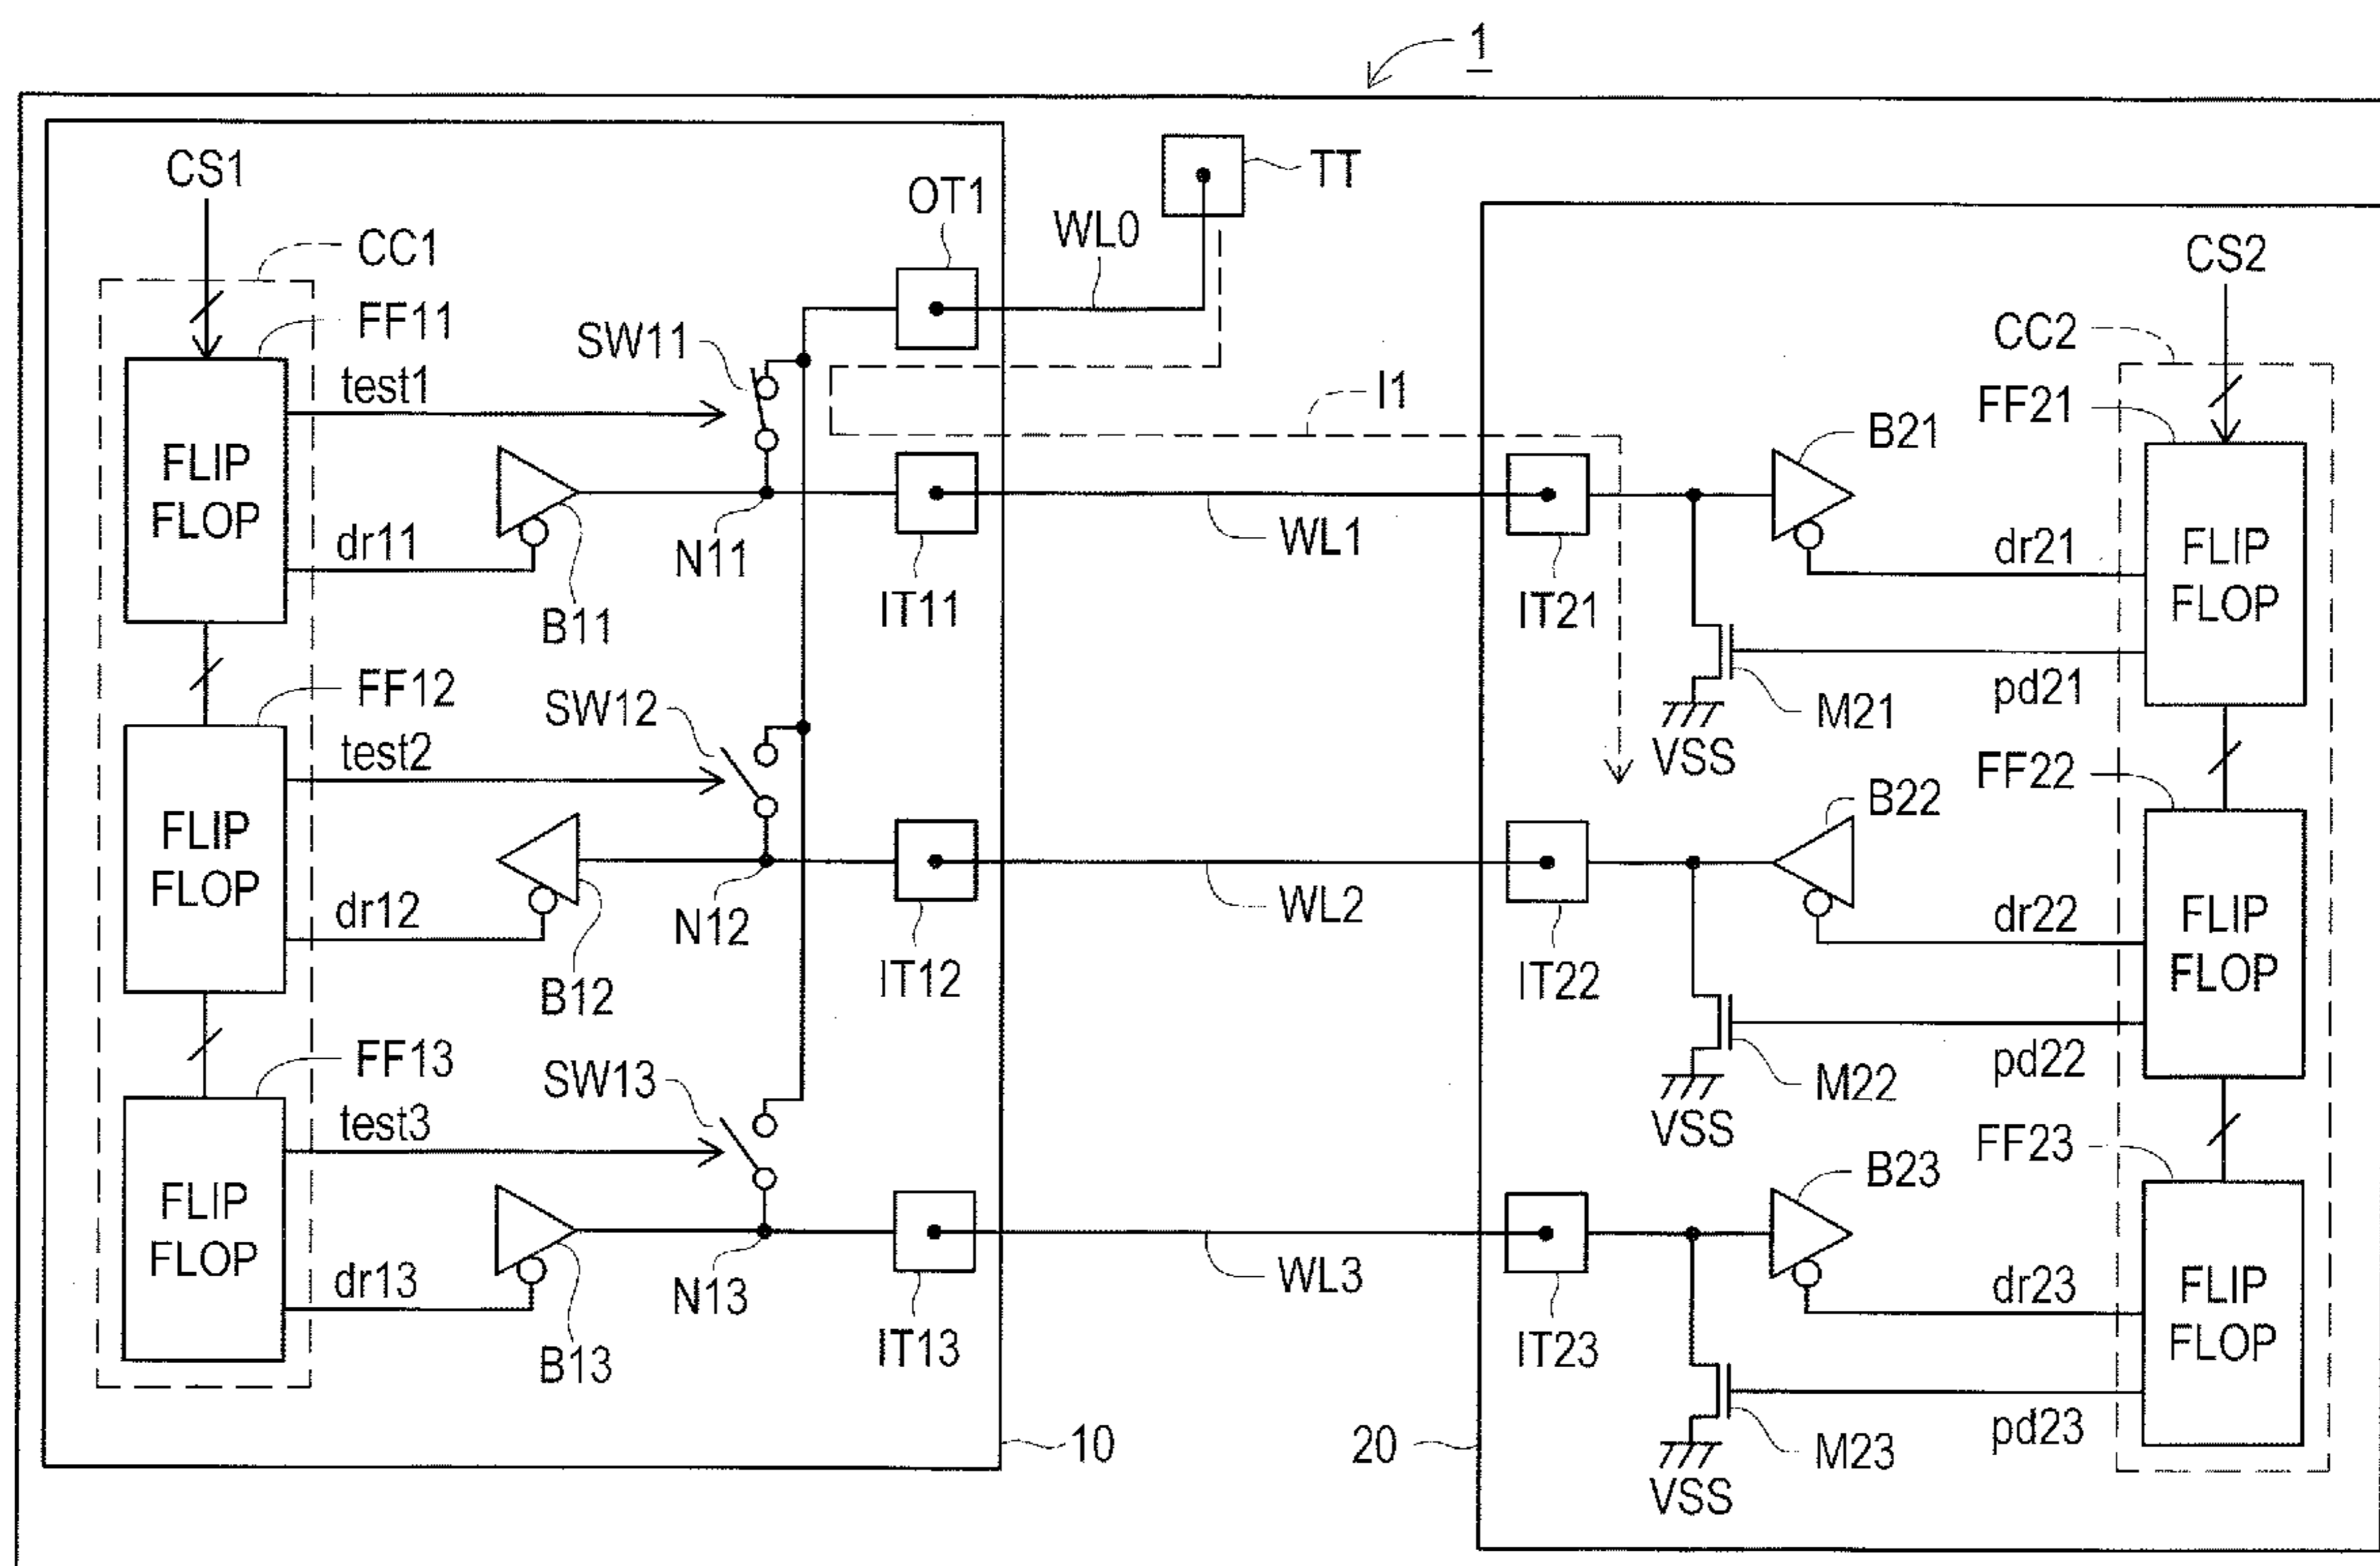 1
CS1
CC1
FF11
FLIP
FLOP
test1
dr11
SW11
B11
N11
OT1
WL0
TT
IT11
I1
WL1
IT21
B21
CS2
CC2
FF21
FLIP
FLOP
dr21
pd21
M21
VSS
FF12
FLIP
FLOP
test2
dr12
SW12
B12
N12
IT12
WL2
IT22
B22
FF22
FLIP
FLOP
dr22
pd22
M22
VSS
FF13
FLIP
FLOP
test3
dr13
SW13
B13
N13
IT13
WL3
IT23
B23
FF23
FLIP
FLOP
dr23
pd23
M23
VSS
10
20